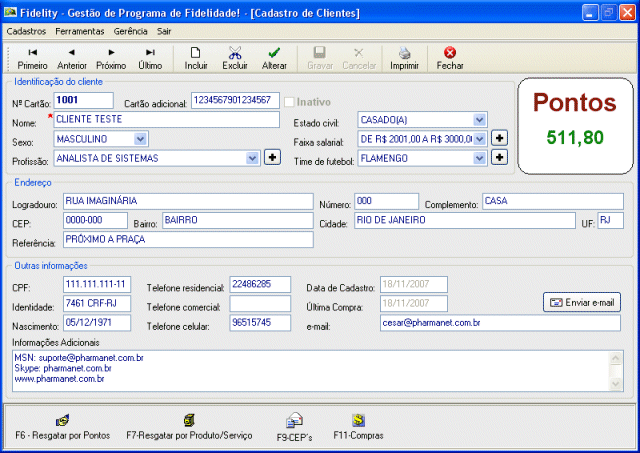 Fidelity - Gestão de Programa de Fidelidade! - [Cadastro de Clientes]
Cadastros Ferramentas Gerência Sair
Primeiro Anterior Próximo Último Incluir Excluir Alterar Gravar Cancelar Imprimir Fechar
Identificação do cliente
Nº Cartão: 1001 Cartão adicional: 1234567901234567 Inativo
Nome: * CLIENTE TESTE Estado civil: CASADO(A)
Sexo: MASCULINO Faixa salarial: DE R$ 2001,00 A R$ 3000,00
Profissão: ANALISTA DE SISTEMAS Time de futebol: FLAMENGO
Pontos
511,80
Endereço
Logradouro: RUA IMAGINÁRIA Número: 000 Complemento: CASA
CEP: 0000-000 Bairro: BAIRRO Cidade: RIO DE JANEIRO UF: RJ
Referência: PRÓXIMO A PRAÇA
Outras informações
CPF: 111.111.111-11 Telefone residencial: 22486285 Data de Cadastro: 18/11/2007
Identidade: 7461 CRF-RJ Telefone comercial: Última Compra: 18/11/2007 Enviar e-mail
Nascimento: 05/12/1971 Telefone celular: 96515745 e-mail: cesar@pharmanet.com.br
Informações Adicionais
MSN: suporte@pharmanet.com.br
Skype: pharmanet.com.br
www.pharmanet.com.br
F6 - Resgatar por Pontos F7-Resgatar por Produto/Serviço F9-CEP´s F11-Compras